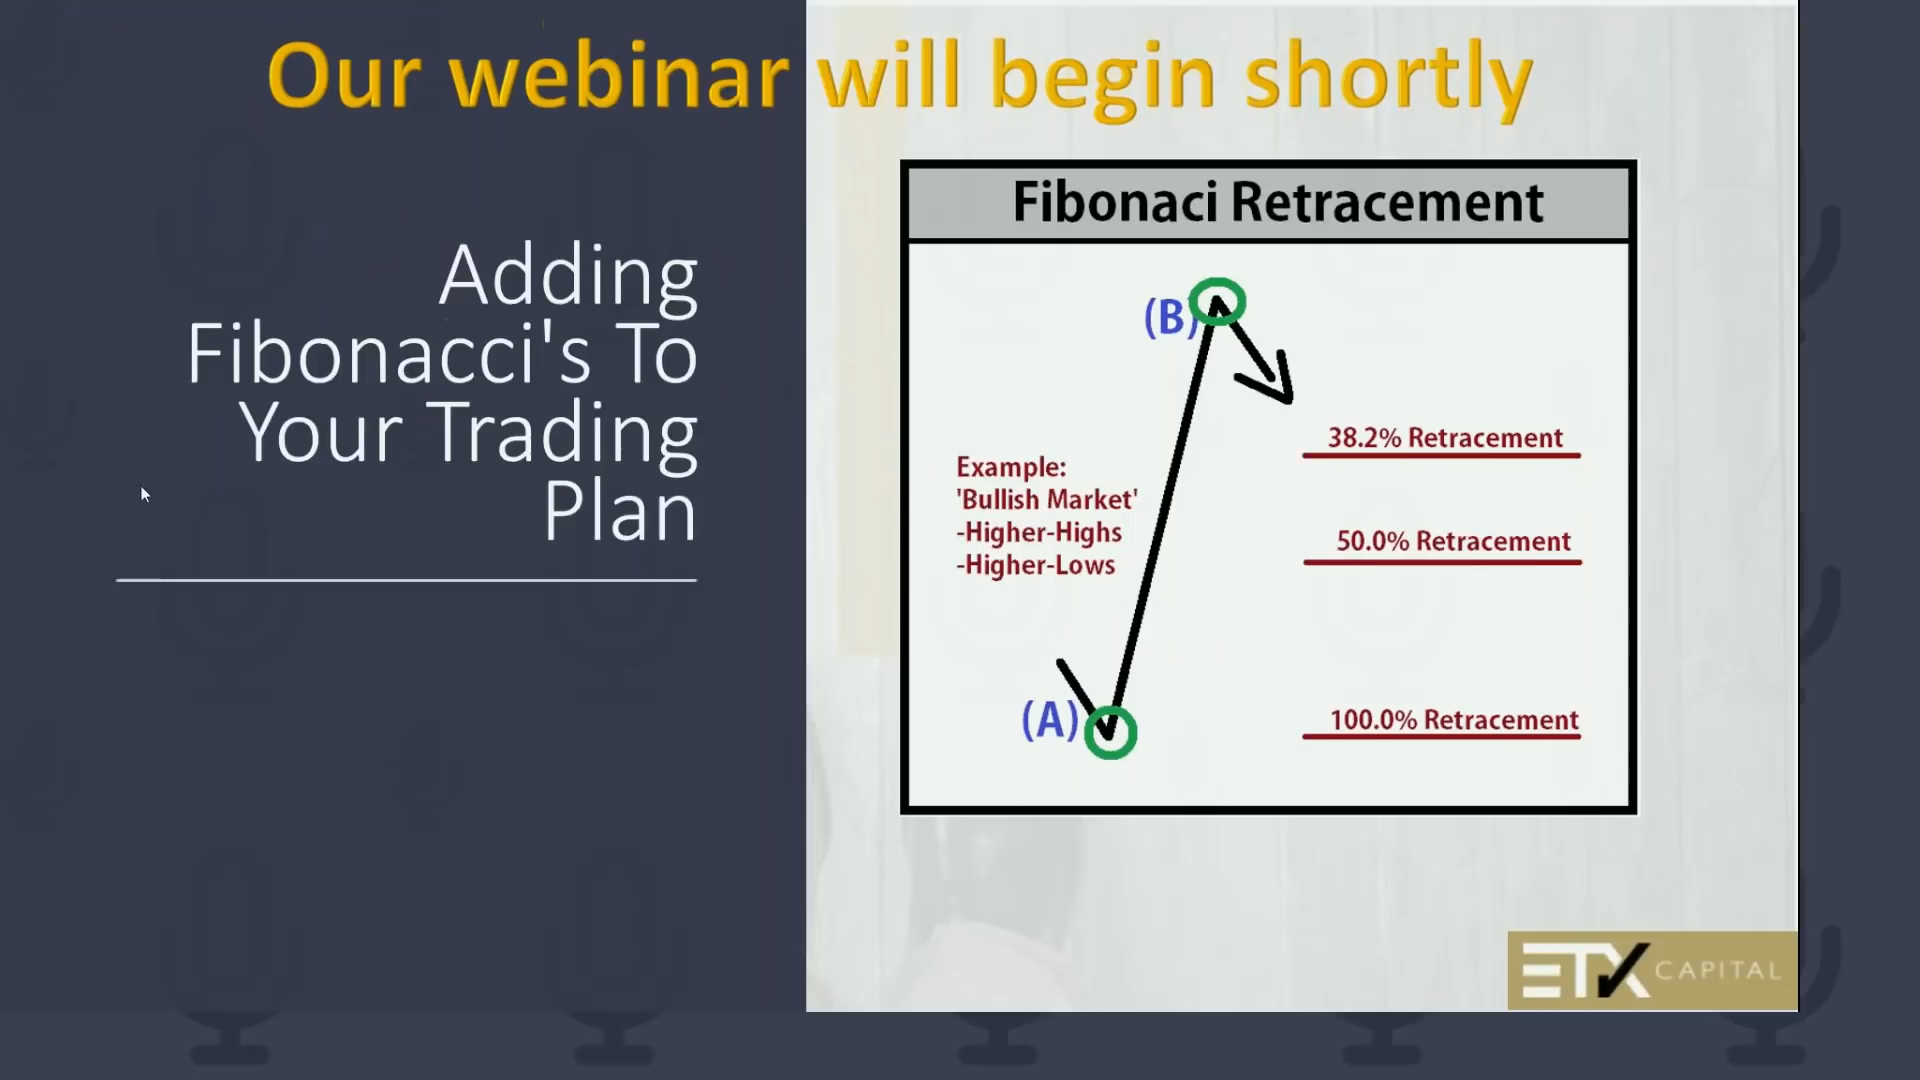 Our webinar will begin shortly
Adding
Fibonacci's To
Your Trading
Plan
Fibonaci Retracement
(B)
38.2% Retracement
Example:
'Bullish Market'
-Higher-Highs
-Higher-Lows
50.0% Retracement
(A)
100.0% Retracement
ETX CAPITAL